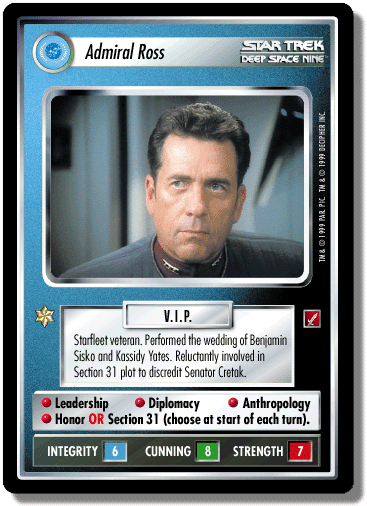 Admiral Ross
STAR TREK
DEEP SPACE NINE
TM & © 1999 PAR. PIC. TM & © 1999 DECIPHER INC.
V.I.P.
Starfleet veteran. Performed the wedding of Benjamin
Sisko and Kassidy Yates. Reluctantly involved in
Section 31 plot to discredit Senator Cretak.
Leadership Diplomacy Anthropology
Honor OR Section 31 (choose at start of each turn).
INTEGRITY 6 CUNNING 8 STRENGTH 7